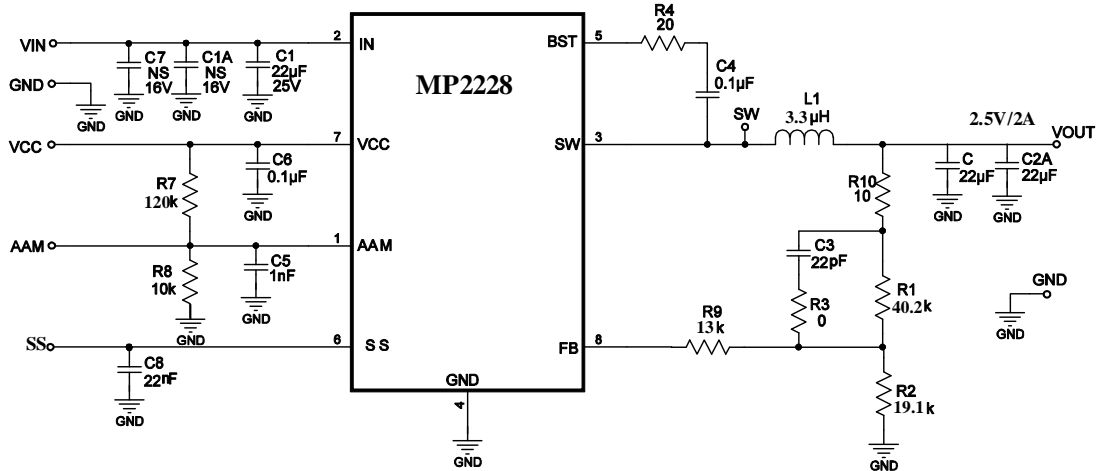 R4
20
VIN
2
IN
BST
5
C7
NS
16V
C1A
NS
16V
C1
22µF
25V
C4
0.1µF
GND
GND
GND
GND
GND
MP2228
L1
3.3µH
SW
2.5V/2A
VOUT
VCC
7
VCC
SW
3
C6
0.1µF
GND
R7
120k
R10
10
C
22µF
GND
C2A
22µF
GND
AAM
1
AAM
C3
22pF
R8
10k
GND
C5
1nF
GND
R1
40.2k
R3
0
GND
GND
R9
13k
SS
6
SS
FB
8
C8
22nF
GND
GND
4
GND
R2
19.1k
GND